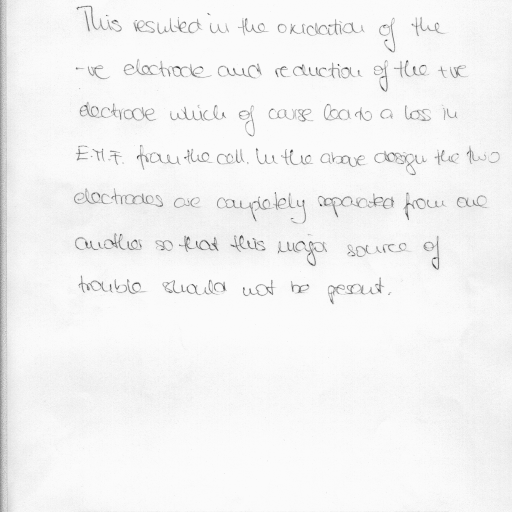 This resulted in the oxidation of the
-ve electrode and reduction of the +ve
electrode which of course lead to a loss in
E.M.F. from the cell. In the above design the two
electrodes are completely separated from one
another so that this major source of
trouble should not be present.